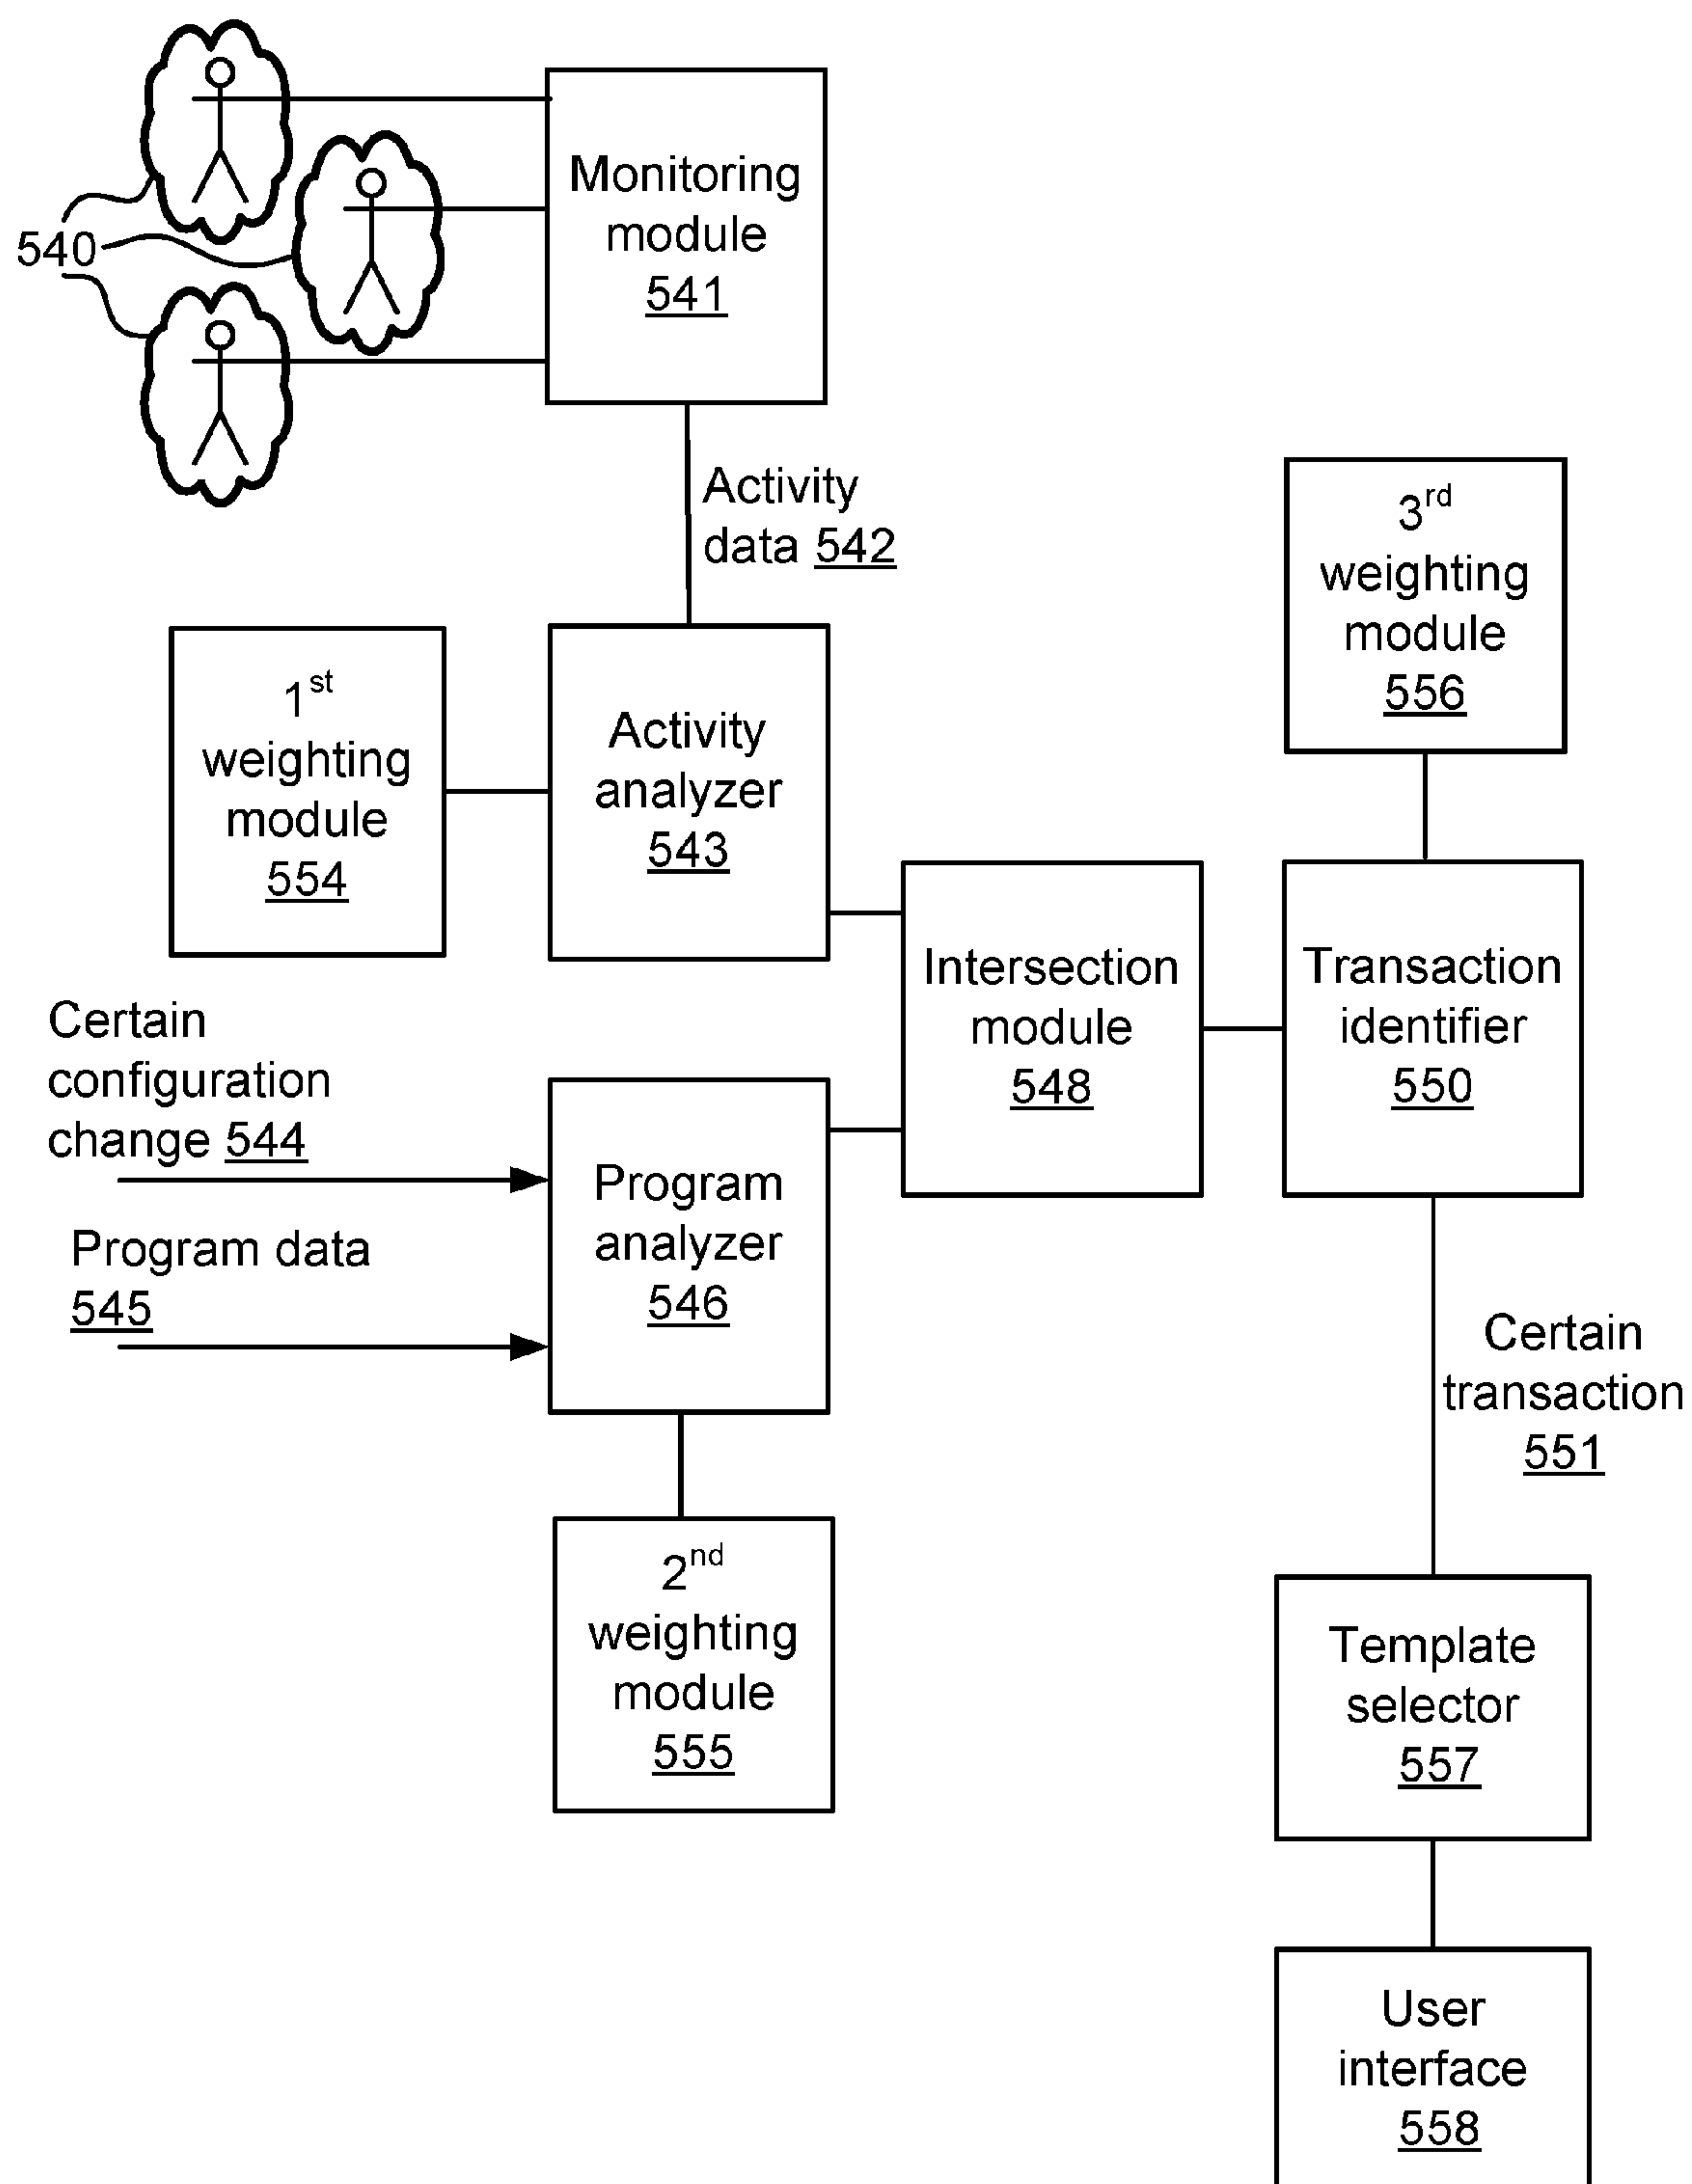 540
Monitoring
module
541
Activity
data 542
3rd
weighting
module
556
1st
weighting
module
554
Activity
analyzer
543
Intersection
module
548
Transaction
identifier
550
Certain
configuration
change 544
Program data
545
Program
analyzer
546
Certain
transaction
551
2nd
weighting
module
555
Template
selector
557
User
interface
558